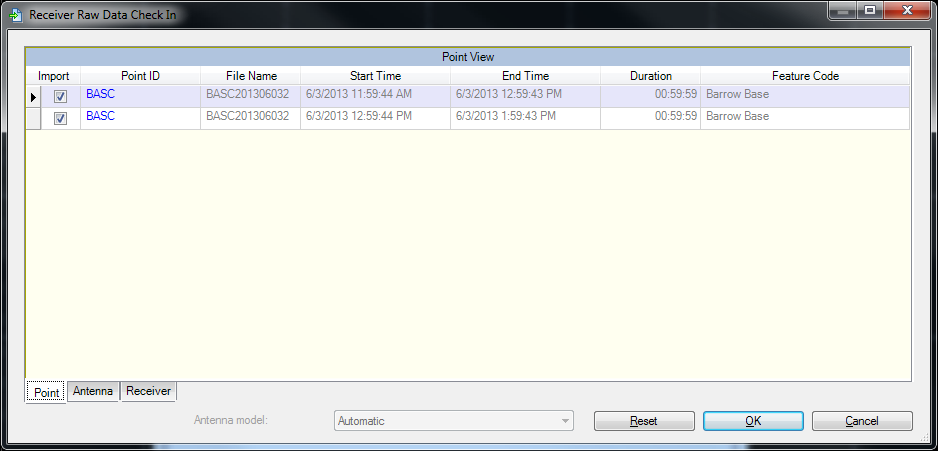 Receiver Raw Data Check In
Point View
Import Point ID File Name Start Time End Time Duration Feature Code
BASC BASC201306032 6/3/2013 11:59:44 AM 6/3/2013 12:59:43 PM 00:59:59 Barrow Base
BASC BASC201306032 6/3/2013 12:59:44 PM 6/3/2013 1:59:43 PM 00:59:59 Barrow Base
Point Antenna Receiver
Antenna model: Automatic Reset OK Cancel